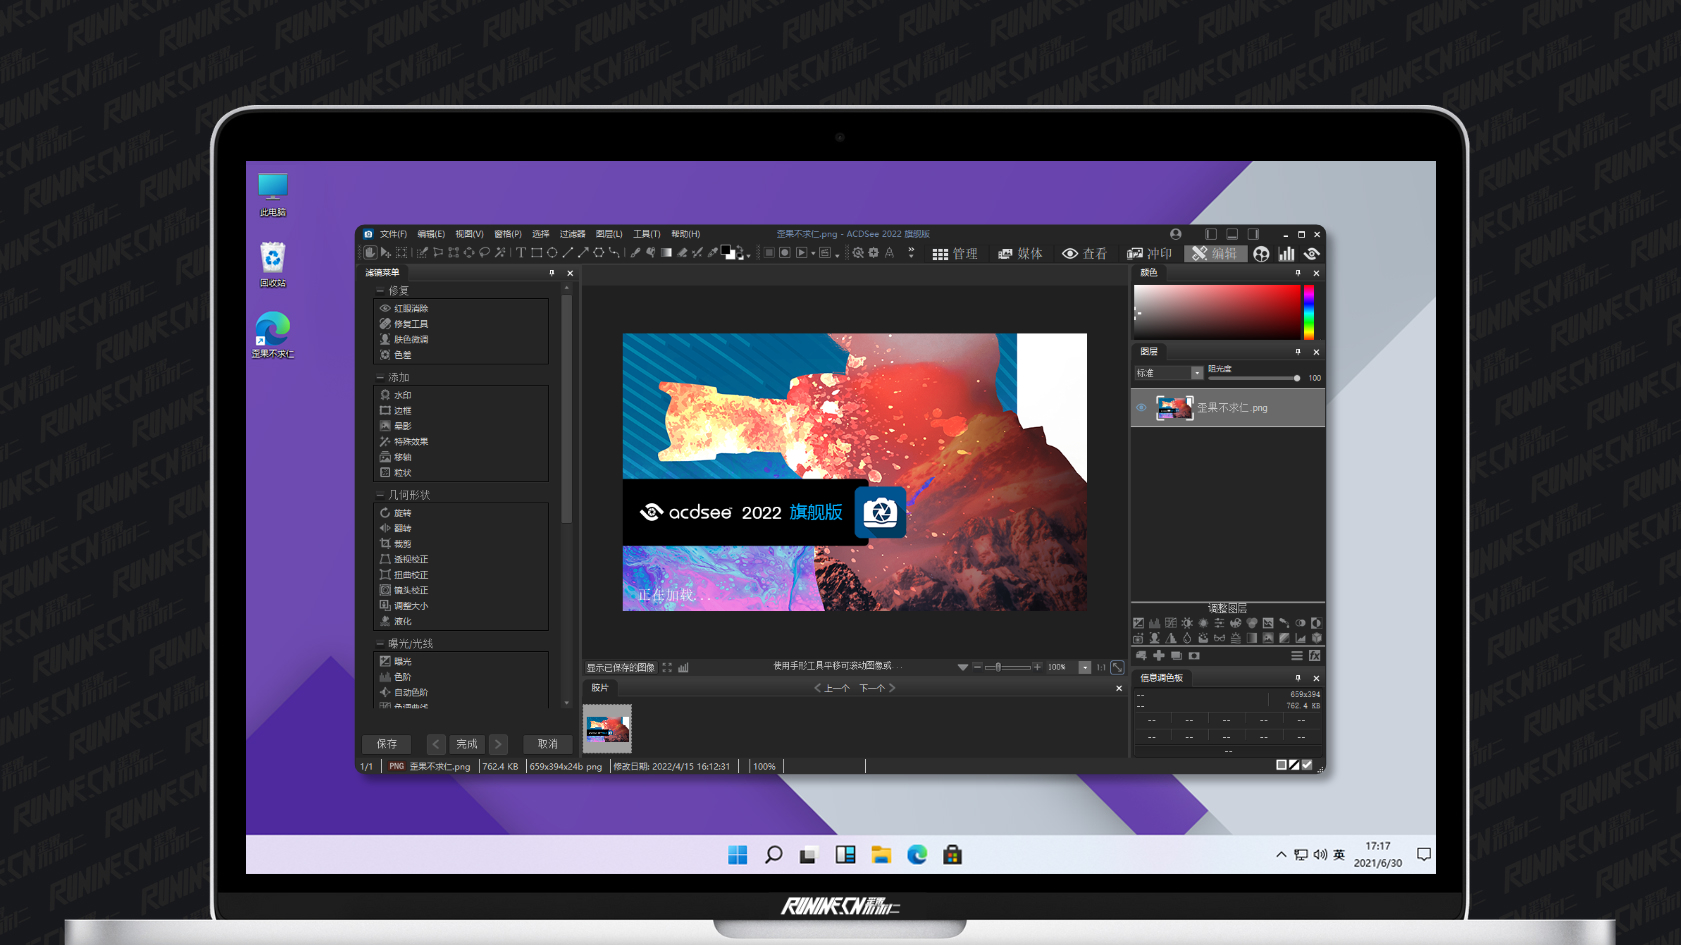 此电脑
回收站
歪果不求仁
文件(F) 编辑(E) 视图(V) 窗格(P) 选择 过滤器 图层(L) 工具(T) 帮助(H)
歪果不求仁.png - ACDSee 2022 旗舰版
管理 媒体 查看 冲印 编辑
滤镜菜单
修复
红眼消除
修复工具
肤色微调
色差
添加
水印
边框
晕影
特殊效果
移轴
粒状
几何形状
旋转
翻转
裁剪
透视校正
扭曲校正
镜头校正
调整大小
液化
曝光/光线
曝光
色阶
自动色阶
色调曲线
保存 < 完成 > 取消
acdsee 2022 旗舰版
正在加载...
显示已保存的图像
使用手形工具平移可滚动图像或...
100%
1:1
胶片
上一个 下一个
颜色
图层
标准
阻光度
100
歪果不求仁.png
调整图层
信息调色板
-- 659x394
-- 762.4 KB
-- -- -- -- --
-- -- -- -- --
--
1/1 PNG 歪果不求仁.png 762.4 KB 659x394x24b png 修改日期: 2022/4/15 16:12:31 100%
英
17:17
2021/6/30
RUNINE.CN